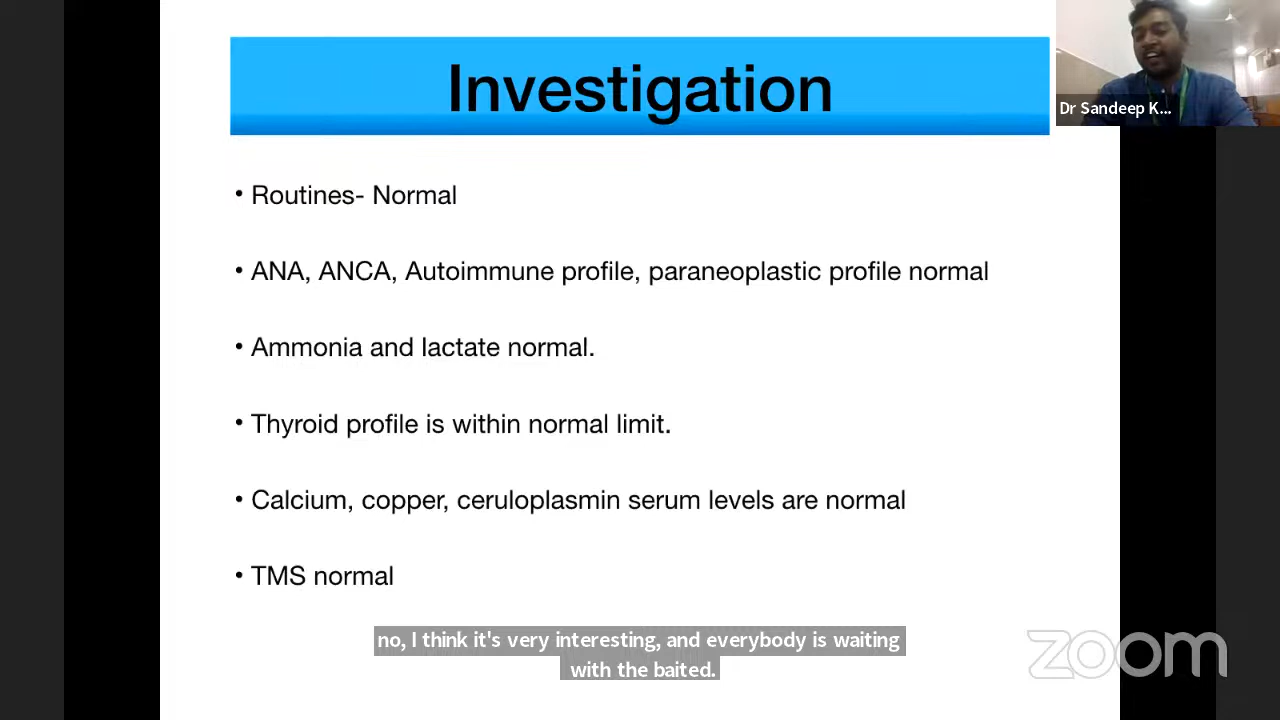 Investigation
Dr Sandeep K...
• Routines- Normal
• ANA, ANCA, Autoimmune profile, paraneoplastic profile normal
• Ammonia and lactate normal.
• Thyroid profile is within normal limit.
• Calcium, copper, ceruloplasmin serum levels are normal
• TMS normal
no, I think it's very interesting, and everybody is waiting
with the baited.
zoom